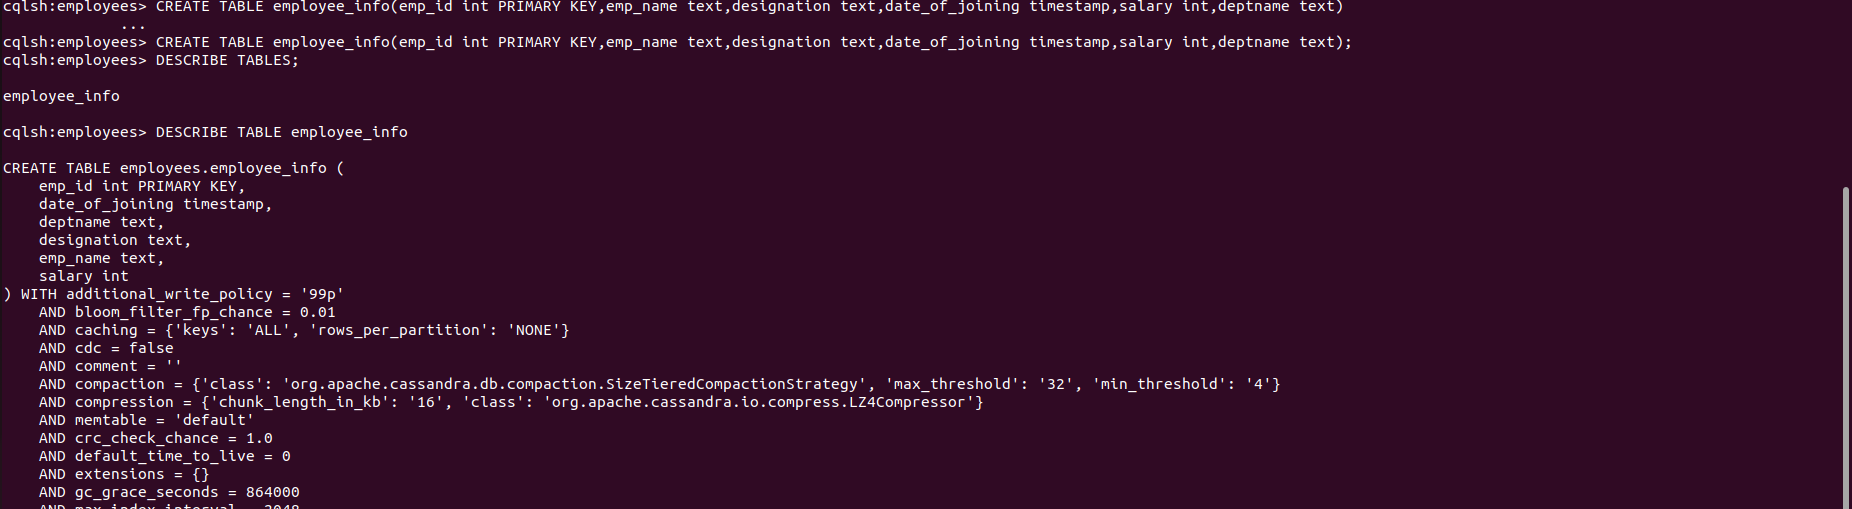 cqlsh:employees> CREATE TABLE employee_info(emp_id int PRIMARY KEY,emp_name text,designation text,date_of_joining timestamp,salary int,deptname text)
             ...
cqlsh:employees> CREATE TABLE employee_info(emp_id int PRIMARY KEY,emp_name text,designation text,date_of_joining timestamp,salary int,deptname text);
cqlsh:employees> DESCRIBE TABLES;

employee_info

cqlsh:employees> DESCRIBE TABLE employee_info

CREATE TABLE employees.employee_info (
    emp_id int PRIMARY KEY,
    date_of_joining timestamp,
    deptname text,
    designation text,
    emp_name text,
    salary int
) WITH additional_write_policy = '99p'
    AND bloom_filter_fp_chance = 0.01
    AND caching = {'keys': 'ALL', 'rows_per_partition': 'NONE'}
    AND cdc = false
    AND comment = ''
    AND compaction = {'class': 'org.apache.cassandra.db.compaction.SizeTieredCompactionStrategy', 'max_threshold': '32', 'min_threshold': '4'}
    AND compression = {'chunk_length_in_kb': '16', 'class': 'org.apache.cassandra.io.compress.LZ4Compressor'}
    AND memtable = 'default'
    AND crc_check_chance = 1.0
    AND default_time_to_live = 0
    AND extensions = {}
    AND gc_grace_seconds = 864000
    AND max_index_interval = 2048